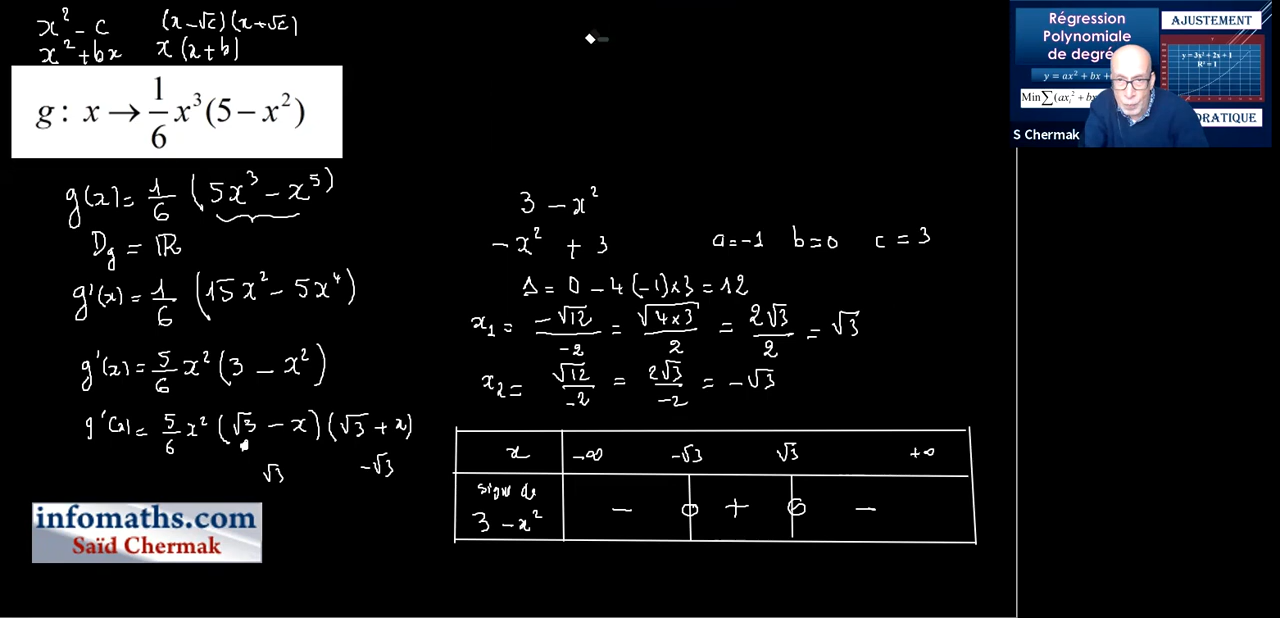 x² - c (x - √c)(x + √c)
x² + bx x(x + b)
g : x → 1/6 x³(5 - x²)
g(x) = 1/6 (5x³ - x⁵)
Dg = ℝ
g'(x) = 1/6 (15x² - 5x⁴)
g'(x) = 5/6 x² (3 - x²)
g'(x) = 5/6 x² (√3 - x)(√3 + x)
√3 -√3
infomaths.com
Saïd Chermak
3 - x²
- x² + 3 a = -1 b = 0 c = 3
Δ = 0 - 4(-1)×3 = 12
x₁ = -√12/-2 = √(4×3)/2 = 2√3/2 = √3
x₂ = √12/-2 = 2√3/-2 = -√3
x -∞ -√3 √3 +∞
signe de
3 - x² - 0 + 0 -
Régression
Polynomiale
de degré
y = ax² + bx +
Min ∑(axᵢ² + bx
AJUSTEMENT
y = 3x² + 2x + 1
R² = 1
S Chermak